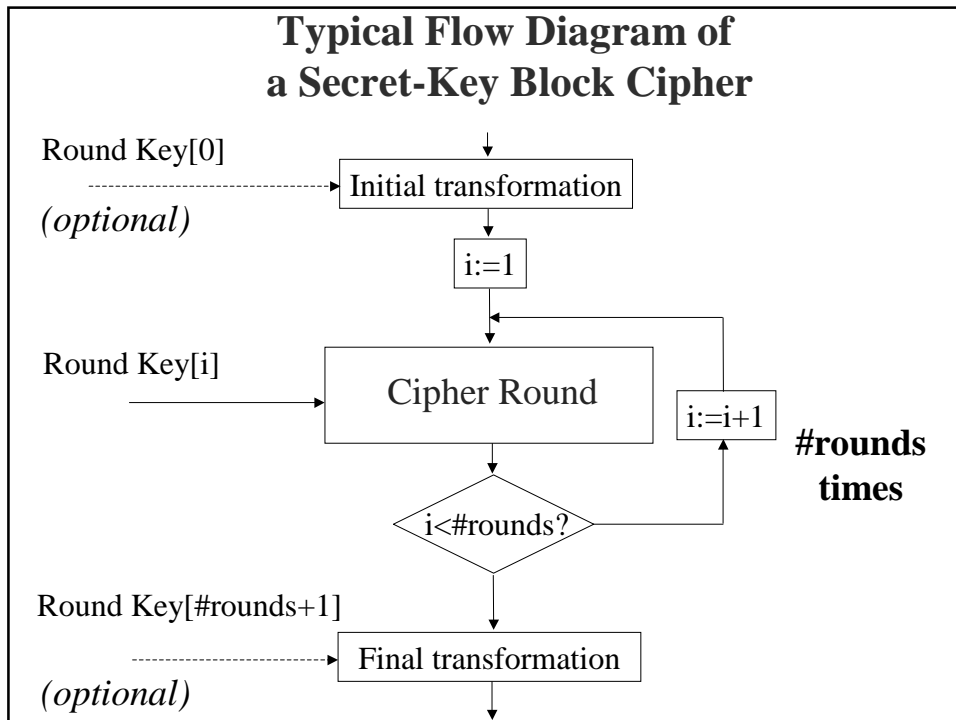 Typical Flow Diagram of
a Secret-Key Block Cipher
Round Key[0]
(optional)
Initial transformation
i:=1
Round Key[i]
Cipher Round
i:=i+1
#rounds
times
i<#rounds?
Round Key[#rounds+1]
(optional)
Final transformation